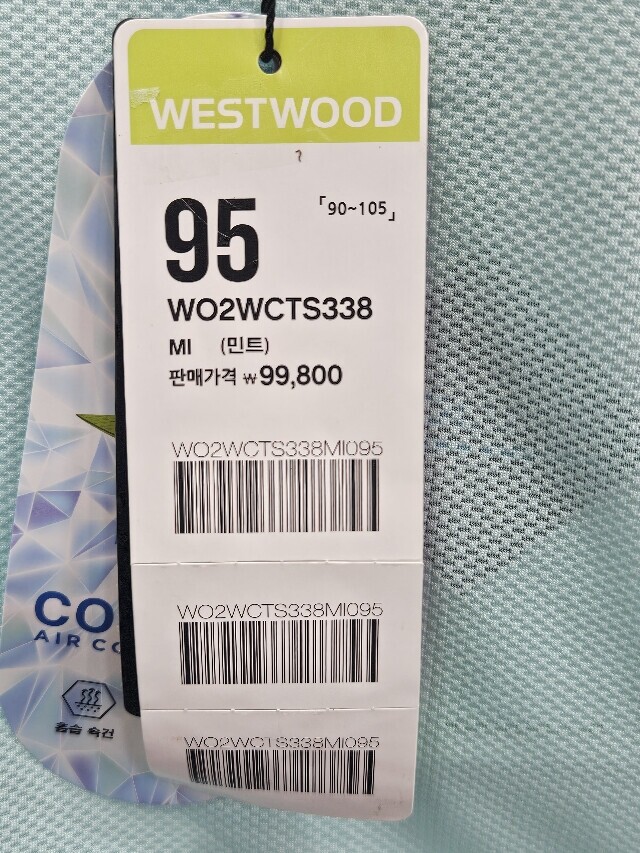 WESTWOOD
95
「90~105」
WO2WCTS338
MI (민트)
판매가격 ₩99,800
WO2WCTS338MI095
WO2WCTS338MI095
WO2WCTS338MI095
CO
AIR CO
흡습 속건